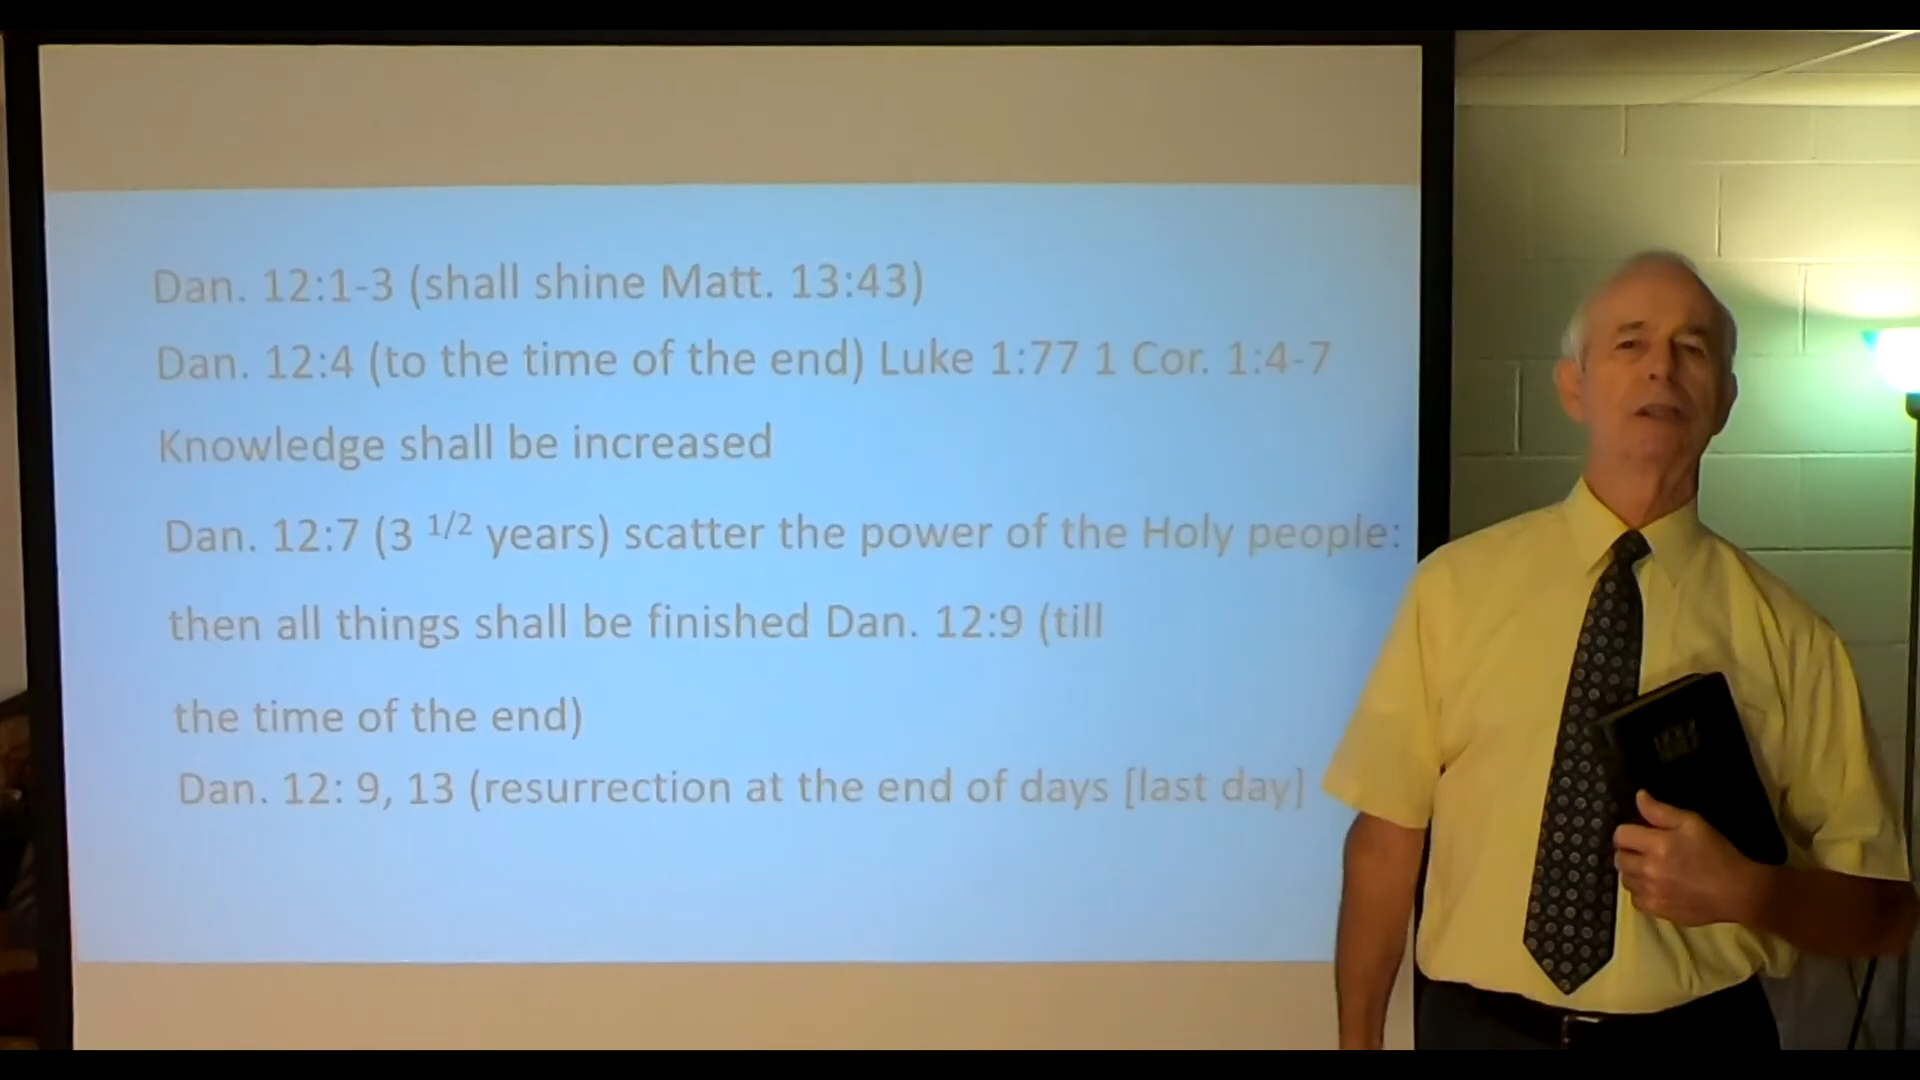 Dan. 12:1-3 (shall shine Matt. 13:43)
Dan. 12:4 (to the time of the end) Luke 1:77 1 Cor. 1:4-7
Knowledge shall be increased
Dan. 12:7 (3 1/2 years) scatter the power of the Holy people:
then all things shall be finished Dan. 12:9 (till
the time of the end)
Dan. 12: 9, 13 (resurrection at the end of days [last day]